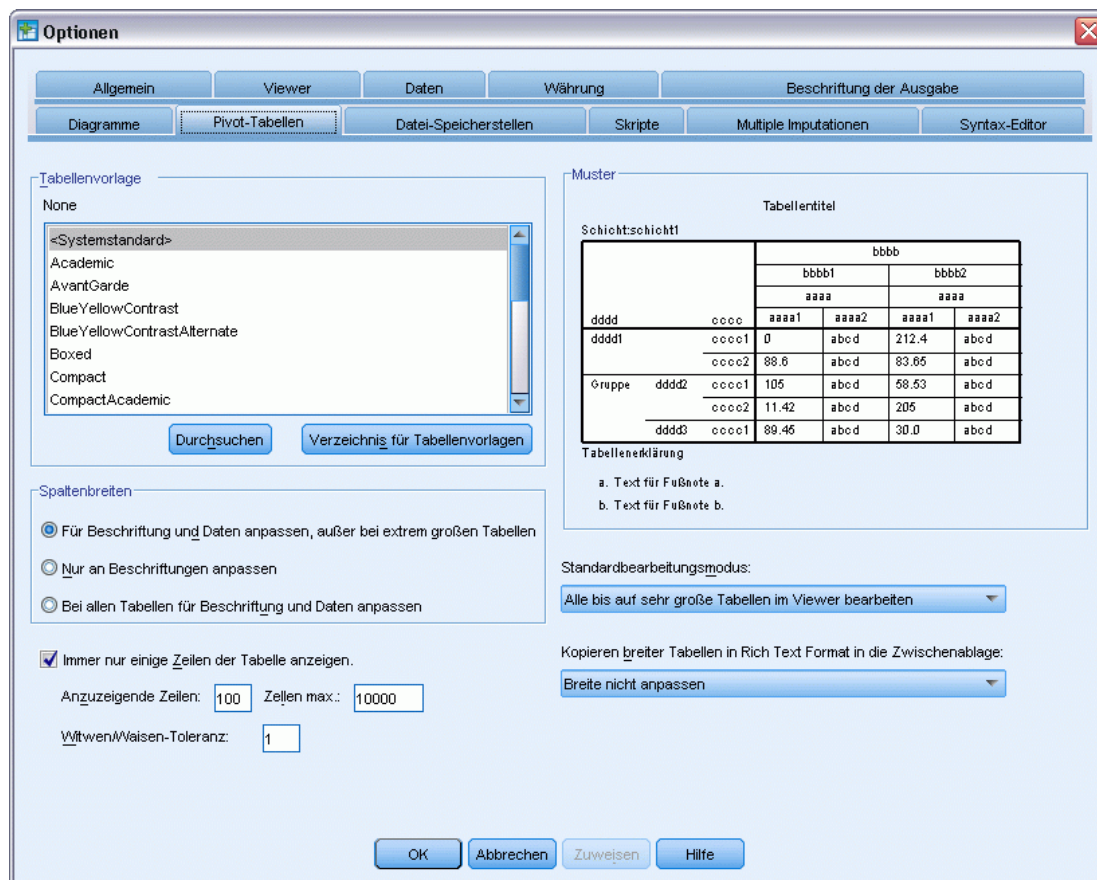 Optionen
Allgemein Viewer Daten Währung Beschriftung der Ausgabe
Diagramme Pivot-Tabellen Datei-Speicherstellen Skripte Multiple Imputationen Syntax-Editor
Tabellenvorlage
None
<Systemstandard>
Academic
AvantGarde
BlueYellowContrast
BlueYellowContrastAlternate
Boxed
Compact
CompactAcademic
Durchsuchen Verzeichnis für Tabellenvorlagen
Spaltenbreiten
Für Beschriftung und Daten anpassen, außer bei extrem großen Tabellen
Nur an Beschriftungen anpassen
Bei allen Tabellen für Beschriftung und Daten anpassen
Immer nur einige Zeilen der Tabelle anzeigen.
Anzuzeigende Zeilen: 100 Zellen max.: 10000
Witwen/Waisen-Toleranz: 1
Muster
Tabellentitel
Schicht:schicht1
bbbb
bbbb1 bbbb2
aaaa aaaa
dddd cccc aaaa1 aaaa2 aaaa1 aaaa2
dddd1 cccc1 0 abcd 212.4 abcd
cccc2 88.6 abcd 83.65 abcd
Gruppe dddd2 cccc1 105 abcd 58.53 abcd
cccc2 11.42 abcd 205 abcd
dddd3 cccc1 89.45 abcd 30.0 abcd
Tabellenerklärung
a. Text für Fußnote a.
b. Text für Fußnote b.
Standardbearbeitungsmodus:
Alle bis auf sehr große Tabellen im Viewer bearbeiten
Kopieren breiter Tabellen in Rich Text Format in die Zwischenablage:
Breite nicht anpassen
OK Abbrechen Zuweisen Hilfe